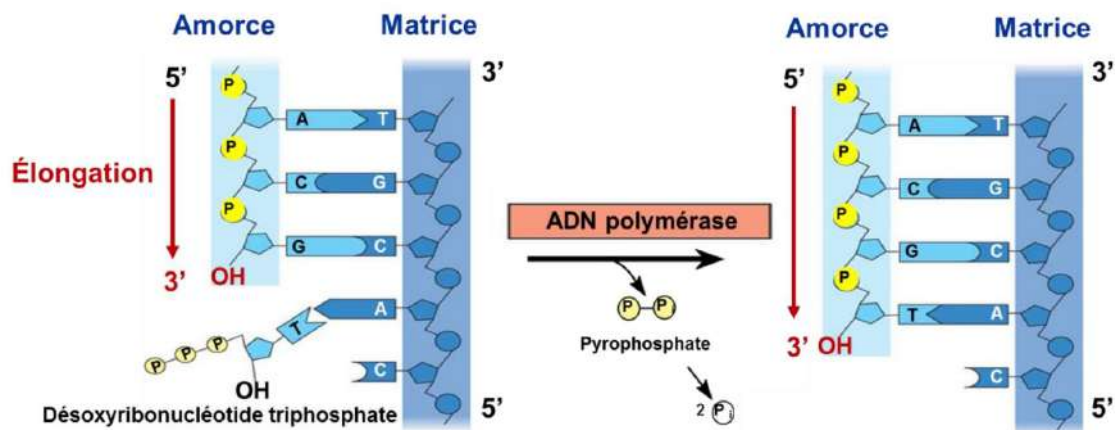 Amorce Matrice
5' 3'
P
A T
P
Élongation
C G
P
G C
3' OH
A
T
P P P
OH
C
Désoxyribonucléotide triphosphate
5'
ADN polymérase
P P
Pyrophosphate
2 Pi
Amorce Matrice
5' 3'
P
A T
P
C G
P
G C
P
T A
3' OH
C
5'